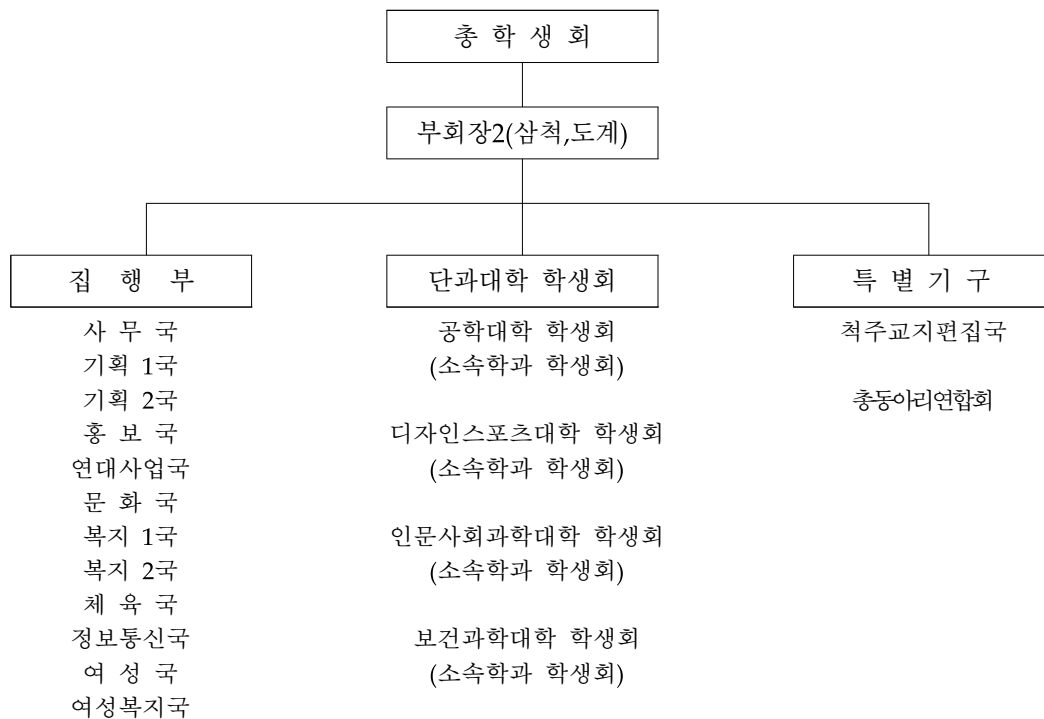 총 학 생 회
부회장2(삼척,도계)
집 행 부
사 무 국
기획 1국
기획 2국
홍 보 국
연대사업국
문 화 국
복지 1국
복지 2국
체 육 국
정보통신국
여 성 국
여성복지국
단과대학 학생회
공학대학 학생회
(소속학과 학생회)
디자인스포츠대학 학생회
(소속학과 학생회)
인문사회과학대학 학생회
(소속학과 학생회)
보건과학대학 학생회
(소속학과 학생회)
특 별 기 구
척주교지편집국
총동아리연합회